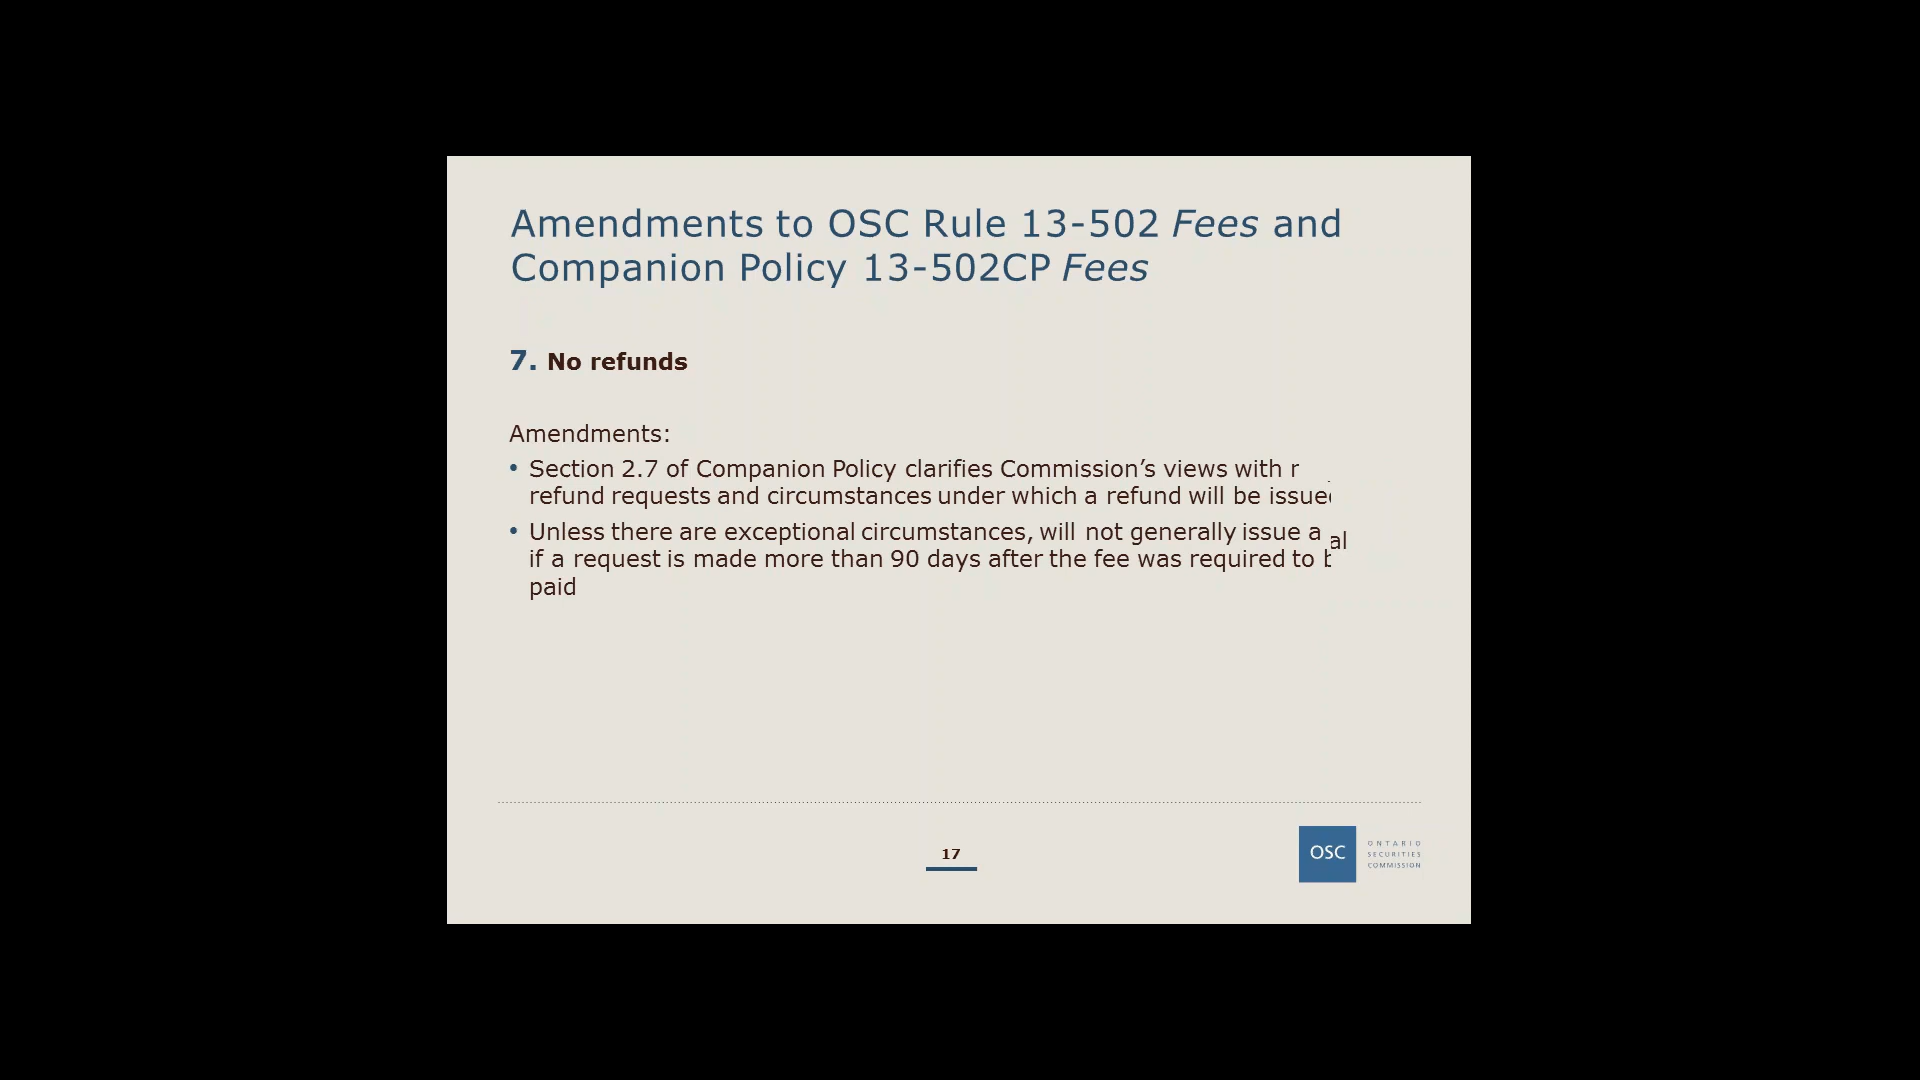 Amendments to OSC Rule 13-502 Fees and
Companion Policy 13-502CP Fees
7. No refunds
Amendments:
• Section 2.7 of Companion Policy clarifies Commission’s views with
refund requests and circumstances under which a refund will be
• Unless there are exceptional circumstances, will not generally issue a
if a request is made more than 90 days after the fee was required to
paid
17
OSC
ONTARIO
SECURITIES
COMMISSION